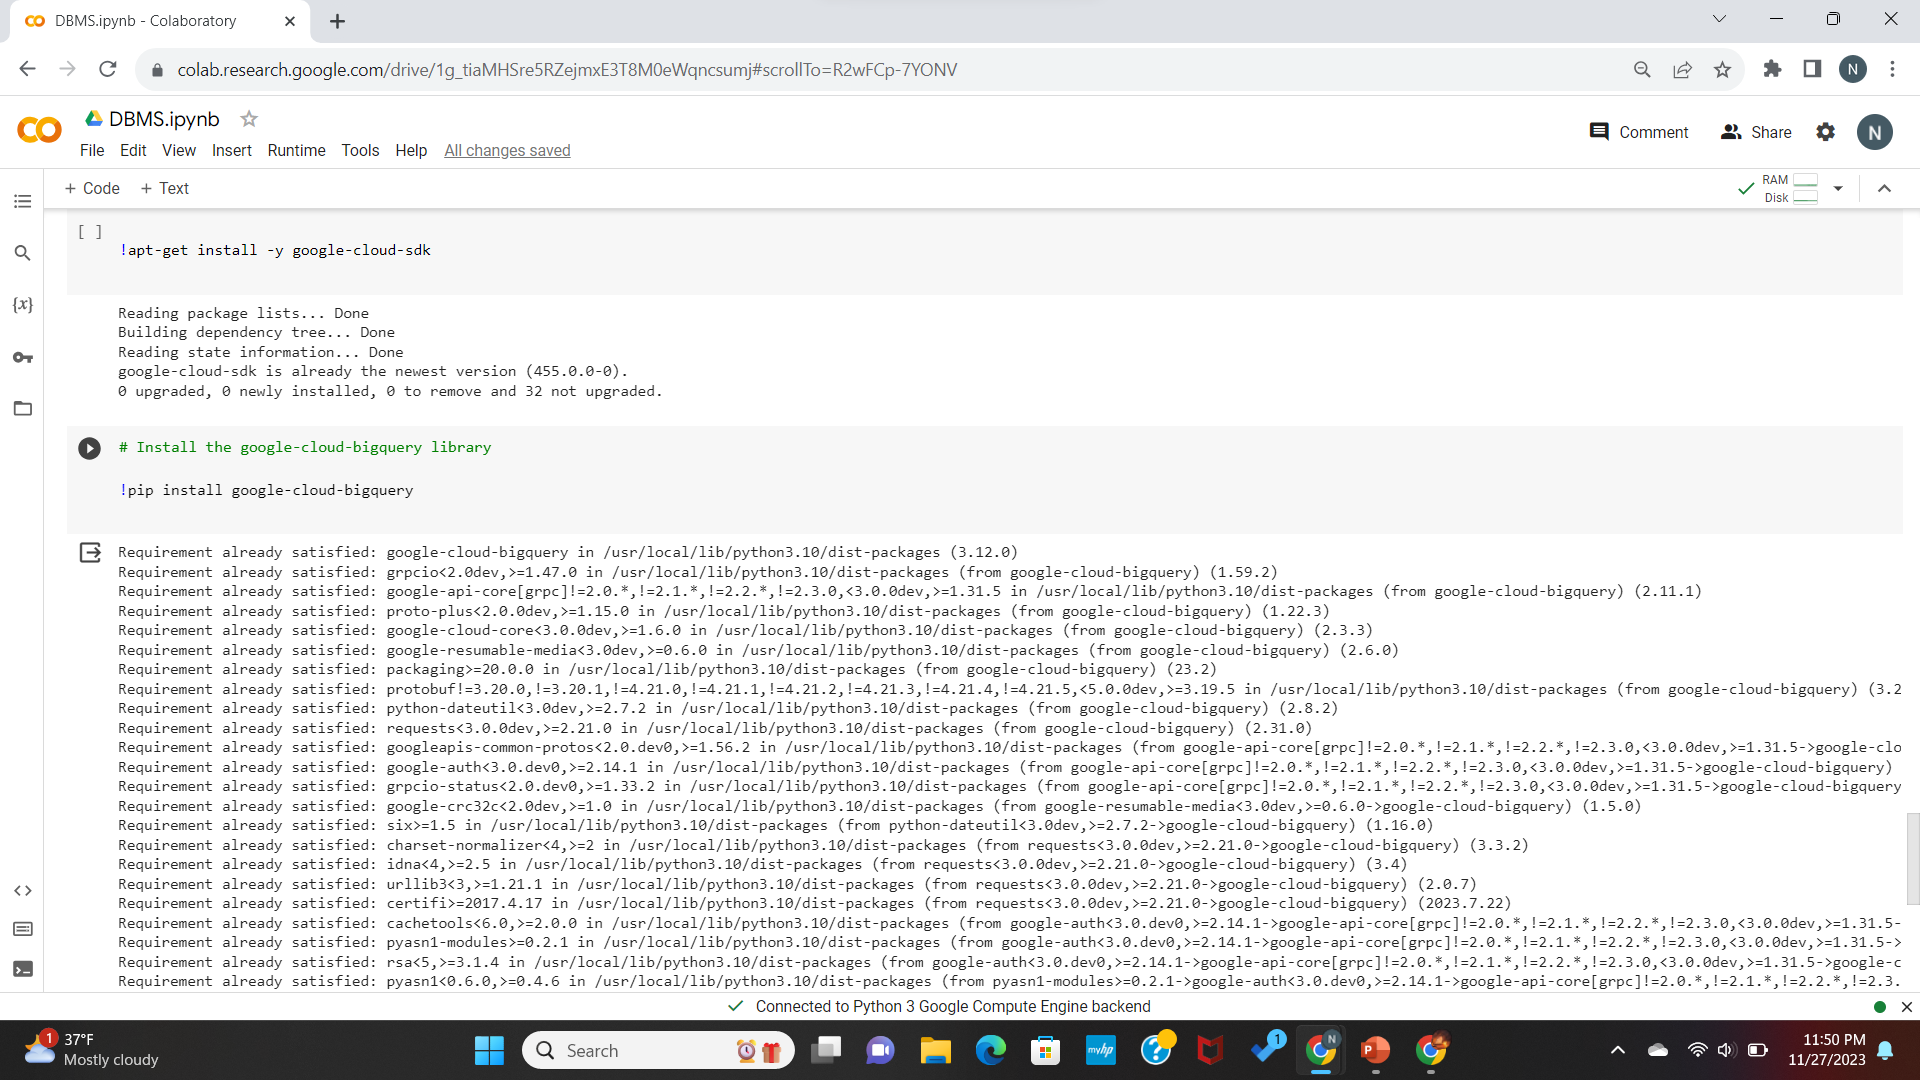 DBMS.ipynb - Colaboratory
colab.research.google.com/drive/1g_tiaMHSre5RZejmxE3T8M0eWqncsumj#scrollTo=R2wFCp-7YONV
N
DBMS.ipynb
Comment
Share
N
File Edit View Insert Runtime Tools Help All changes saved
+ Code + Text
RAM
Disk
[ ]
!apt-get install -y google-cloud-sdk
Reading package lists... Done
Building dependency tree... Done
Reading state information... Done
google-cloud-sdk is already the newest version (455.0.0-0).
0 upgraded, 0 newly installed, 0 to remove and 32 not upgraded.
# Install the google-cloud-bigquery library
!pip install google-cloud-bigquery
Requirement already satisfied: google-cloud-bigquery in /usr/local/lib/python3.10/dist-packages (3.12.0)
Requirement already satisfied: grpcio<2.0dev,>=1.47.0 in /usr/local/lib/python3.10/dist-packages (from google-cloud-bigquery) (1.59.2)
Requirement already satisfied: google-api-core[grpc]!=2.0.*,!=2.1.*,!=2.2.*,!=2.3.0,<3.0.0dev,>=1.31.5 in /usr/local/lib/python3.10/dist-packages (from google-cloud-bigquery) (2.11.1)
Requirement already satisfied: proto-plus<2.0.0dev,>=1.15.0 in /usr/local/lib/python3.10/dist-packages (from google-cloud-bigquery) (1.22.3)
Requirement already satisfied: google-cloud-core<3.0.0dev,>=1.6.0 in /usr/local/lib/python3.10/dist-packages (from google-cloud-bigquery) (2.3.3)
Requirement already satisfied: google-resumable-media<3.0dev,>=0.6.0 in /usr/local/lib/python3.10/dist-packages (from google-cloud-bigquery) (2.6.0)
Requirement already satisfied: packaging>=20.0.0 in /usr/local/lib/python3.10/dist-packages (from google-cloud-bigquery) (23.2)
Requirement already satisfied: protobuf!=3.20.0,!=3.20.1,!=4.21.0,!=4.21.1,!=4.21.2,!=4.21.3,!=4.21.4,!=4.21.5,<5.0.0dev,>=3.19.5 in /usr/local/lib/python3.10/dist-packages (from google-cloud-bigquery) (3.2
Requirement already satisfied: python-dateutil<3.0dev,>=2.7.2 in /usr/local/lib/python3.10/dist-packages (from google-cloud-bigquery) (2.8.2)
Requirement already satisfied: requests<3.0.0dev,>=2.21.0 in /usr/local/lib/python3.10/dist-packages (from google-cloud-bigquery) (2.31.0)
Requirement already satisfied: googleapis-common-protos<2.0.dev0,>=1.56.2 in /usr/local/lib/python3.10/dist-packages (from google-api-core[grpc]!=2.0.*,!=2.1.*,!=2.2.*,!=2.3.0,<3.0.0dev,>=1.31.5->google-clo
Requirement already satisfied: google-auth<3.0.dev0,>=2.14.1 in /usr/local/lib/python3.10/dist-packages (from google-api-core[grpc]!=2.0.*,!=2.1.*,!=2.2.*,!=2.3.0,<3.0.0dev,>=1.31.5->google-cloud-bigquery)
Requirement already satisfied: grpcio-status<2.0.dev0,>=1.33.2 in /usr/local/lib/python3.10/dist-packages (from google-api-core[grpc]!=2.0.*,!=2.1.*,!=2.2.*,!=2.3.0,<3.0.0dev,>=1.31.5->google-cloud-bigquery
Requirement already satisfied: google-crc32c<2.0dev,>=1.0 in /usr/local/lib/python3.10/dist-packages (from google-resumable-media<3.0dev,>=0.6.0->google-cloud-bigquery) (1.5.0)
Requirement already satisfied: six>=1.5 in /usr/local/lib/python3.10/dist-packages (from python-dateutil<3.0dev,>=2.7.2->google-cloud-bigquery) (1.16.0)
Requirement already satisfied: charset-normalizer<4,>=2 in /usr/local/lib/python3.10/dist-packages (from requests<3.0.0dev,>=2.21.0->google-cloud-bigquery) (3.3.2)
Requirement already satisfied: idna<4,>=2.5 in /usr/local/lib/python3.10/dist-packages (from requests<3.0.0dev,>=2.21.0->google-cloud-bigquery) (3.4)
Requirement already satisfied: urllib3<3,>=1.21.1 in /usr/local/lib/python3.10/dist-packages (from requests<3.0.0dev,>=2.21.0->google-cloud-bigquery) (2.0.7)
Requirement already satisfied: certifi>=2017.4.17 in /usr/local/lib/python3.10/dist-packages (from requests<3.0.0dev,>=2.21.0->google-cloud-bigquery) (2023.7.22)
Requirement already satisfied: cachetools<6.0,>=2.0.0 in /usr/local/lib/python3.10/dist-packages (from google-auth<3.0.dev0,>=2.14.1->google-api-core[grpc]!=2.0.*,!=2.1.*,!=2.2.*,!=2.3.0,<3.0.0dev,>=1.31.5-
Requirement already satisfied: pyasn1-modules>=0.2.1 in /usr/local/lib/python3.10/dist-packages (from google-auth<3.0.dev0,>=2.14.1->google-api-core[grpc]!=2.0.*,!=2.1.*,!=2.2.*,!=2.3.0,<3.0.0dev,>=1.31.5->
Requirement already satisfied: rsa<5,>=3.1.4 in /usr/local/lib/python3.10/dist-packages (from google-auth<3.0.dev0,>=2.14.1->google-api-core[grpc]!=2.0.*,!=2.1.*,!=2.2.*,!=2.3.0,<3.0.0dev,>=1.31.5->google-c
Requirement already satisfied: pyasn1<0.6.0,>=0.4.6 in /usr/local/lib/python3.10/dist-packages (from pyasn1-modules>=0.2.1->google-auth<3.0.dev0,>=2.14.1->google-api-core[grpc]!=2.0.*,!=2.1.*,!=2.2.*,!=2.3.
Connected to Python 3 Google Compute Engine backend
1
37°F
Mostly cloudy
Search
myhp
1
N
P
11:50 PM
11/27/2023